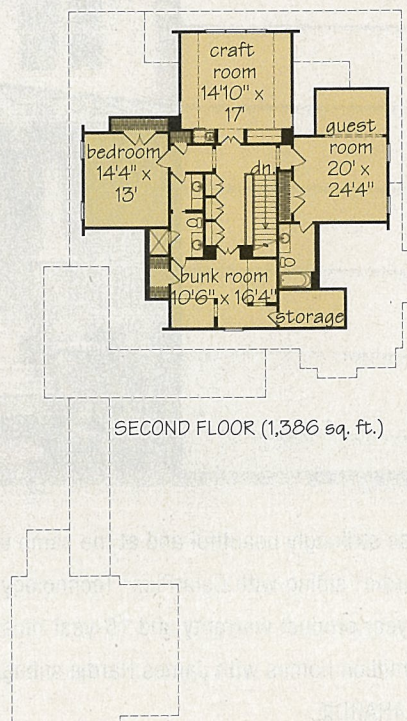 craft
room
14'10" x
17'
bedroom
14'4" x
13'
dn.
guest
room
20' x
24'4"
bunk room
10'6" x 16'4"
storage
SECOND FLOOR (1,386 sq. ft.)